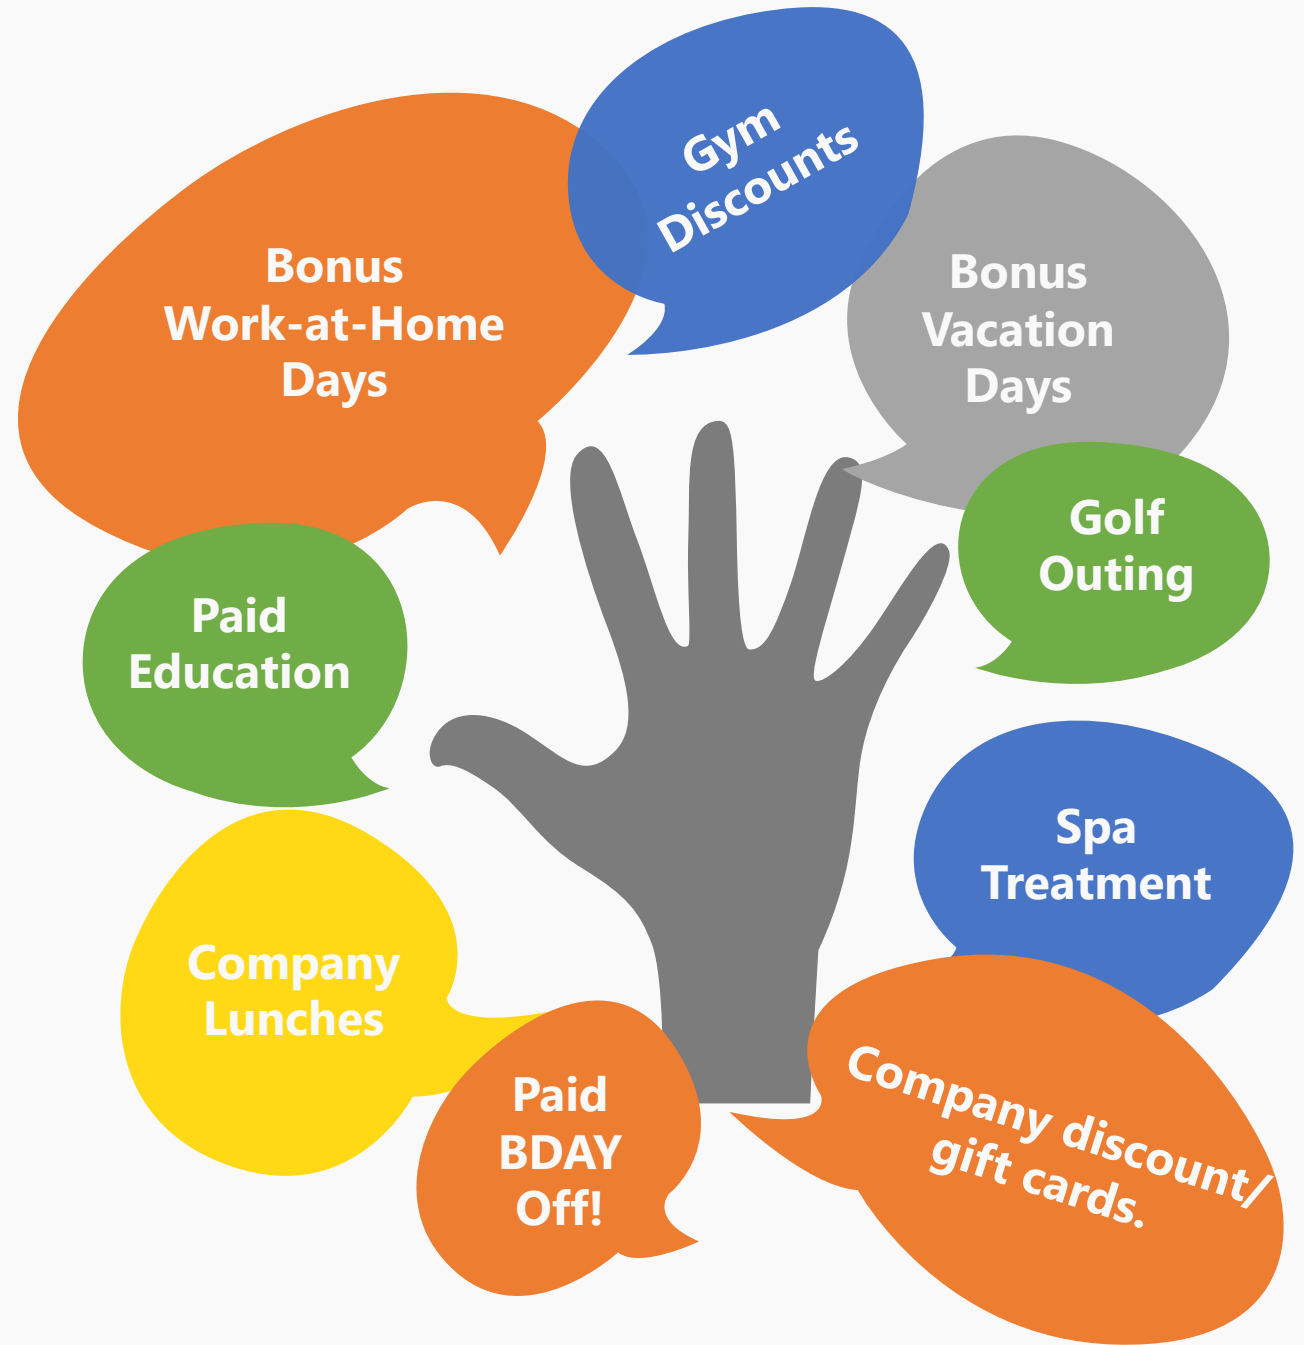 Gym
Discounts
Bonus
Work-at-Home
Days
Bonus
Vacation
Days
Golf
Outing
Paid
Education
Spa
Treatment
Company
Lunches
Paid
BDAY
Off!
Company discount/
gift cards.